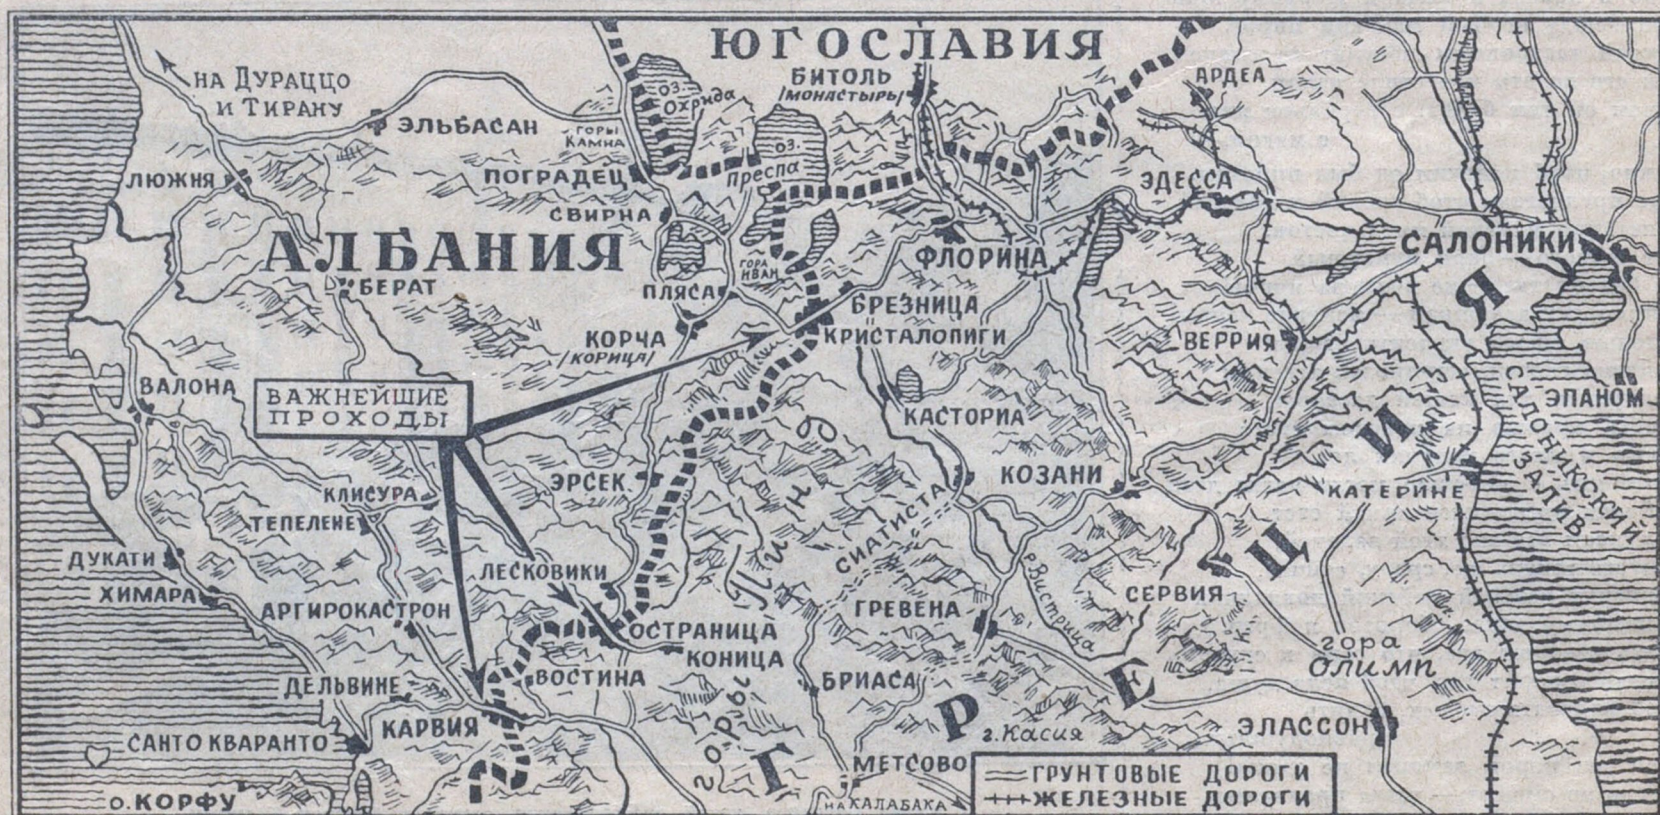 ЮГОСЛАВИЯ
НА ДУРАЦЦО
И ТИРАНУ
ОЗ.
ОХРИДА
БИТОЛЬ
/МОНАСТЫРЬ/
АРДЕА
ЭЛЬБАСАН
ГОРЫ
КАМНА
ОЗ.
ПРЕСПА
ЛЮЖНЯ
ПОГРАДЕЦ
ЭДЕССА
СВИРНА
АЛБАНИЯ
ФЛОРИНА
САЛОНИКИ
ГОРА
ИВАН
БЕРАТ
ПЛЯСА
БРЕЗНИЦА
КОРЧА
/КОРИЦА/
КРИСТАЛОПИГИ
ВЕРРИЯ
ВАЛОНА
ВАЖНЕЙШИЕ
ПРОХОДЫ
КАСТОРИА
ЭПАНОМ
САЛОНИКСКИЙ
ЗАЛИВ
ЭРСЕК
КОЗАНИ
КЛИСУРА
КАТЕРИНЕ
ТЕПЕЛЕНЕ
СИАТИСТА
ДУКАТИ
ЛЕСКОВИКИ
ХИМАРА
АРГИРОКАСТРОН
ГРЕВЕНА
Р. Вистрица
СЕРВИЯ
ОСТРАНИЦА
КОНИЦА
гора
ОЛИМП
ДЕЛЬВИНЕ
ВОСТИНА
БРИАСА
горы Пинд
КАРВИЯ
ГРЕЦИЯ
г. Касия
ЭЛАССОН
САНТО КВАРАНТО
МЕТСОВО
О. КОРФУ
НА КАЛАБАКА
ГРУНТОВЫЕ ДОРОГИ
ЖЕЛЕЗНЫЕ ДОРОГИ